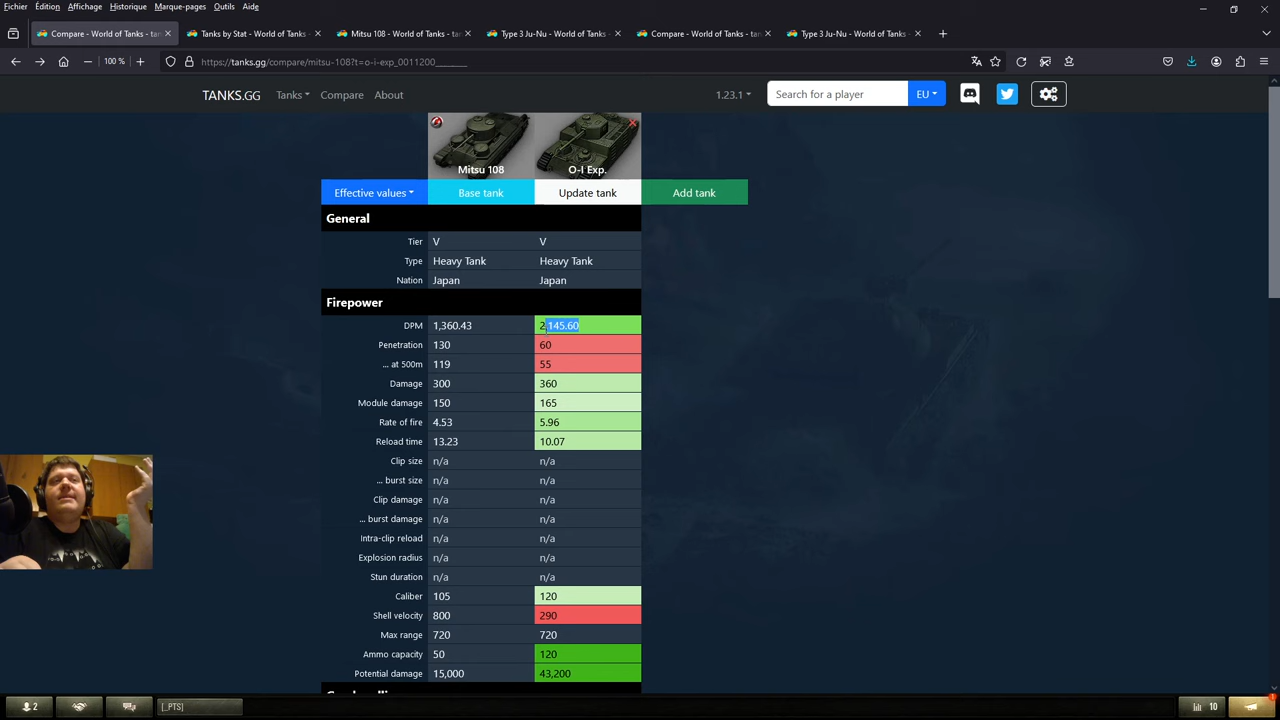 Fichier Édition Affichage Historique Marque-pages Outils Aide
Compare - World of Tanks - tan
Tanks by Stat - World of Tanks -
Mitsu 108 - World of Tanks - tan
Type 3 Ju-Nu - World of Tanks -
Compare - World of Tanks - tan
Type 3 Ju-Nu - World of Tanks -
100 %
https://tanks.gg/compare/mitsu-108?t=o-i-exp_0011200________
TANKS.GG Tanks Compare About 1.23.1 Search for a player EU
Mitsu 108 O-I Exp.
Effective values Base tank Update tank Add tank
General
Tier V V
Type Heavy Tank Heavy Tank
Nation Japan Japan
Firepower
DPM 1,360.43 2,145.60
Penetration 130 60
... at 500m 119 55
Damage 300 360
Module damage 150 165
Rate of fire 4.53 5.96
Reload time 13.23 10.07
Clip size n/a n/a
... burst size n/a n/a
Clip damage n/a n/a
... burst damage n/a n/a
Intra-clip reload n/a n/a
Explosion radius n/a n/a
Stun duration n/a n/a
Caliber 105 120
Shell velocity 800 290
Max range 720 720
Ammo capacity 50 120
Potential damage 15,000 43,200
2 [_PTS] 10 1